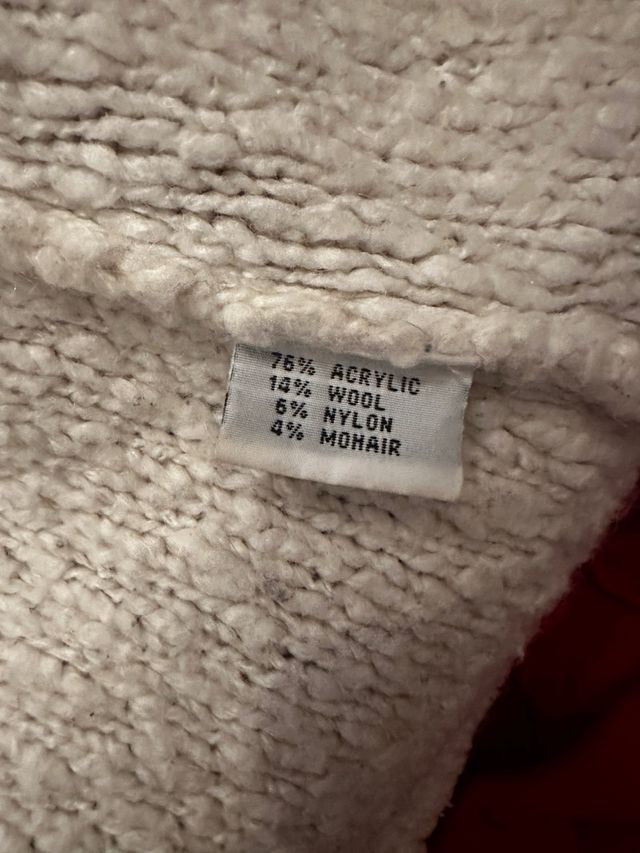 76% ACRYLIC
14% WOOL
6% NYLON
4% MOHAIR